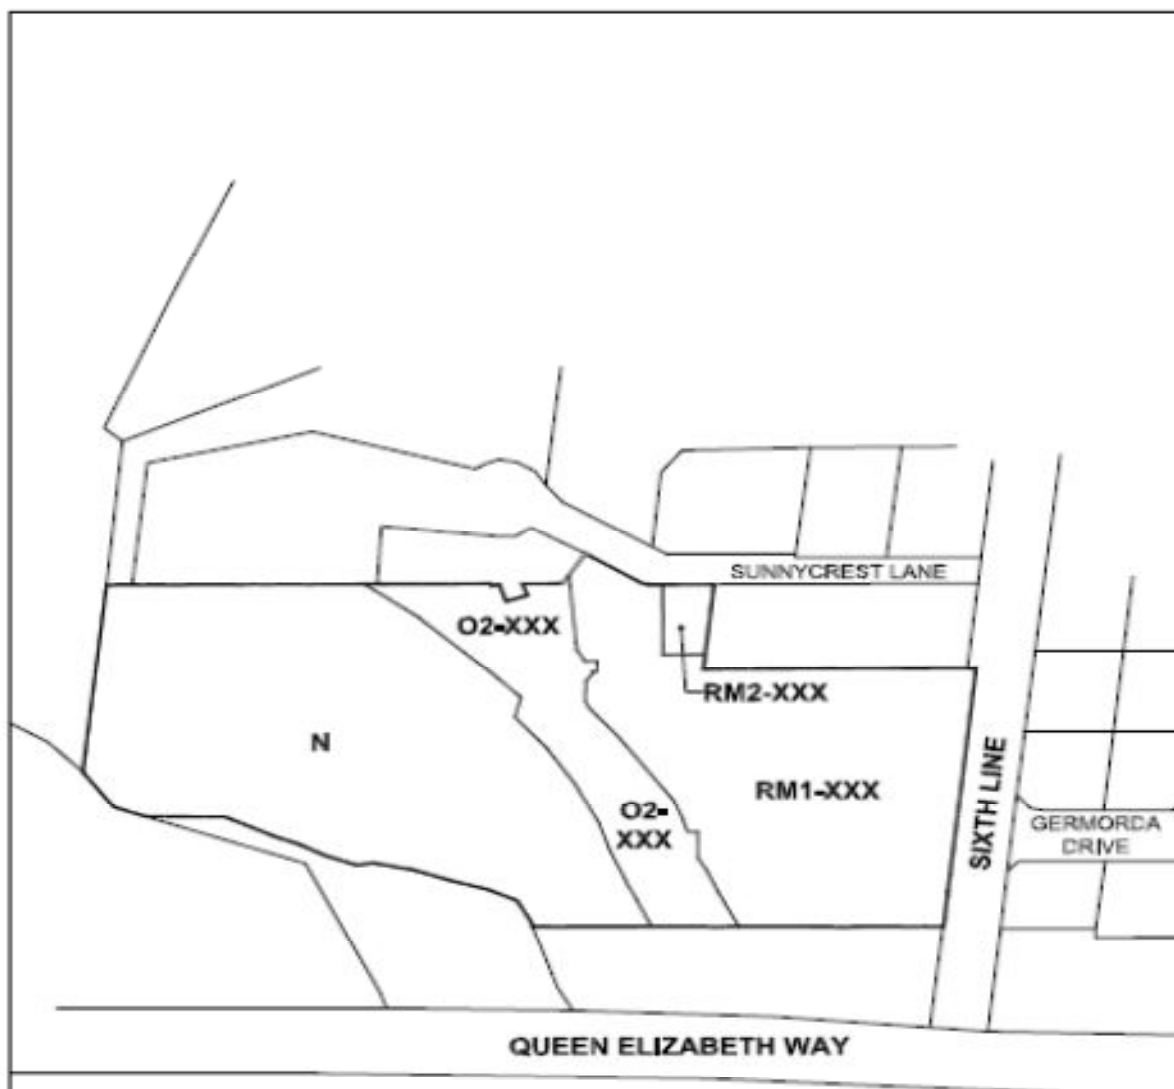 SUNNYCREST LANE
O2-XXX
RM2-XXX
N
RM1-XXX
O2-
XXX
SIXTH LINE
GERMORDA
DRIVE
QUEEN ELIZABETH WAY